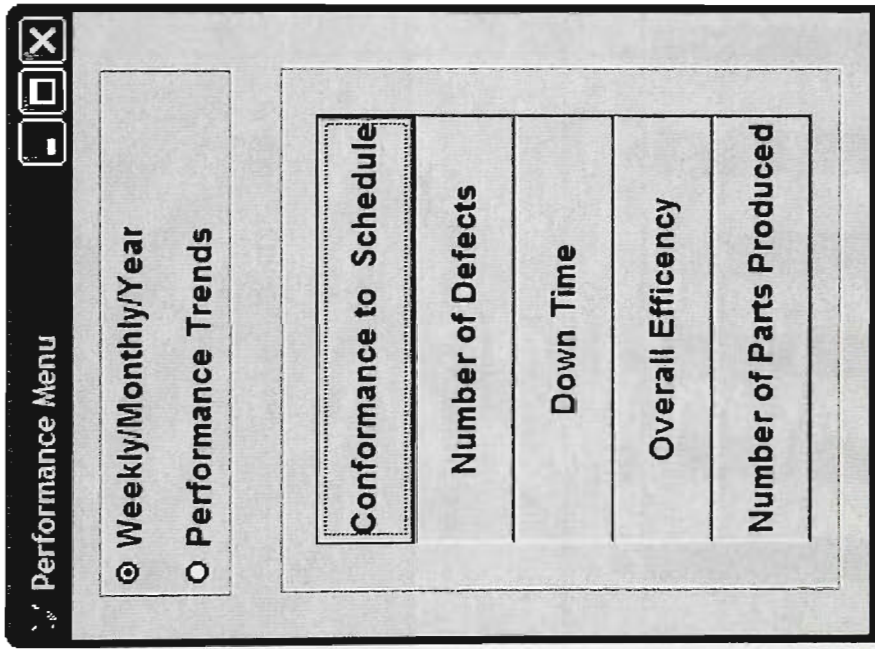 Performance Menu
Weekly/Monthly/Year
Performance Trends
Conformance to Schedule
Number of Defects
Down Time
Overall Efficency
Number of Parts Produced